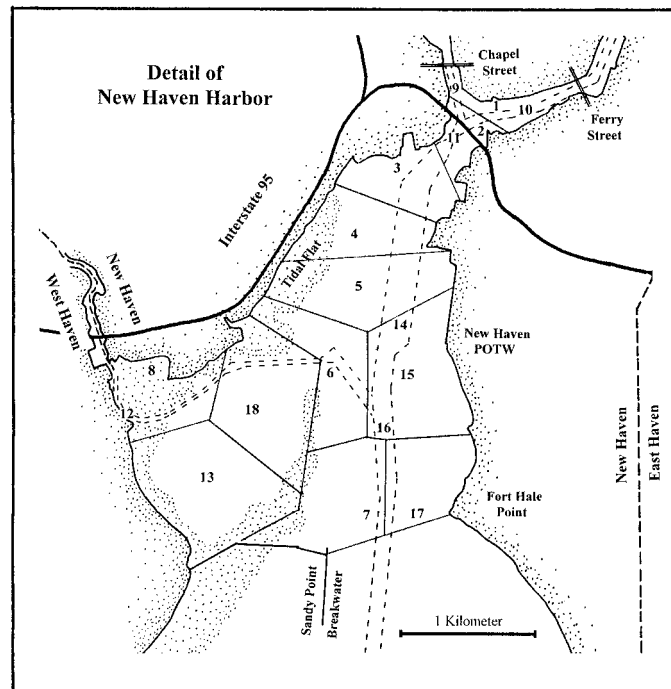 Detail of
New Haven Harbor
Chapel
Street
9
1
10
Ferry
Street
11
2
3
Interstate 95
4
Tidal Flat
5
New Haven
West Haven
14
New Haven
POTW
8
6
15
12
18
16
13
New Haven
East Haven
7
17
Fort Hale
Point
Sandy Point
Breakwater
1 Kilometer